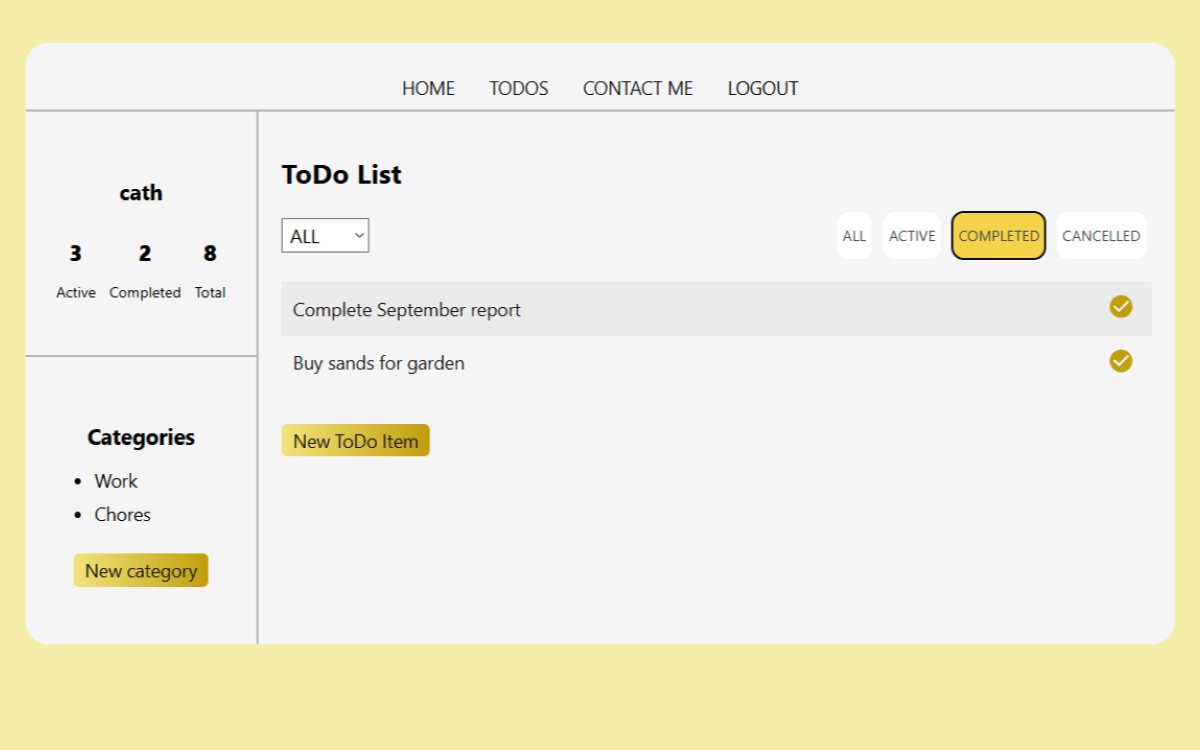 HOME TODOS CONTACT ME LOGOUT
cath
3 2 8
Active Completed Total
Categories
• Work
• Chores
New category
ToDo List
ALL
ALL ACTIVE COMPLETED CANCELLED
Complete September report
Buy sands for garden
New ToDo Item